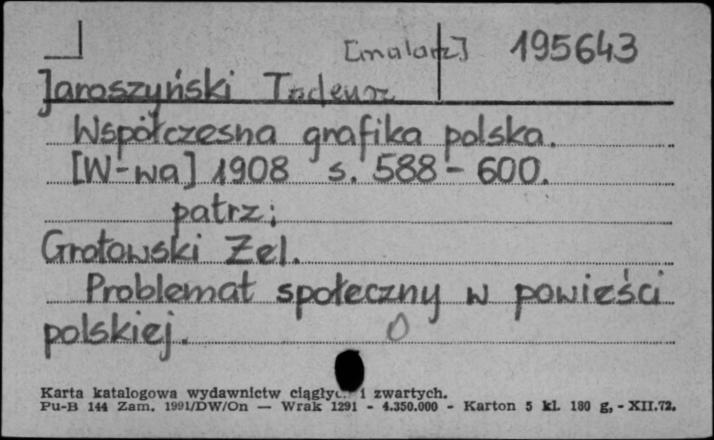 [malarz] 195643
Jaroszyński Tadeusz
Współczesna grafika polska.
[W-wa] 1908 s. 588-600.
patrz:
Grotowski Żel.
Problemat społeczny w powieści
polskiej.
Karta katalogowa wydawnictw ciągłyc. i zwartych.
Pu-B 144 Zam. 1991/DW/On — Wrak 1291 - 4.350.000 - Karton 5 kl. 180 g, - XII.72.